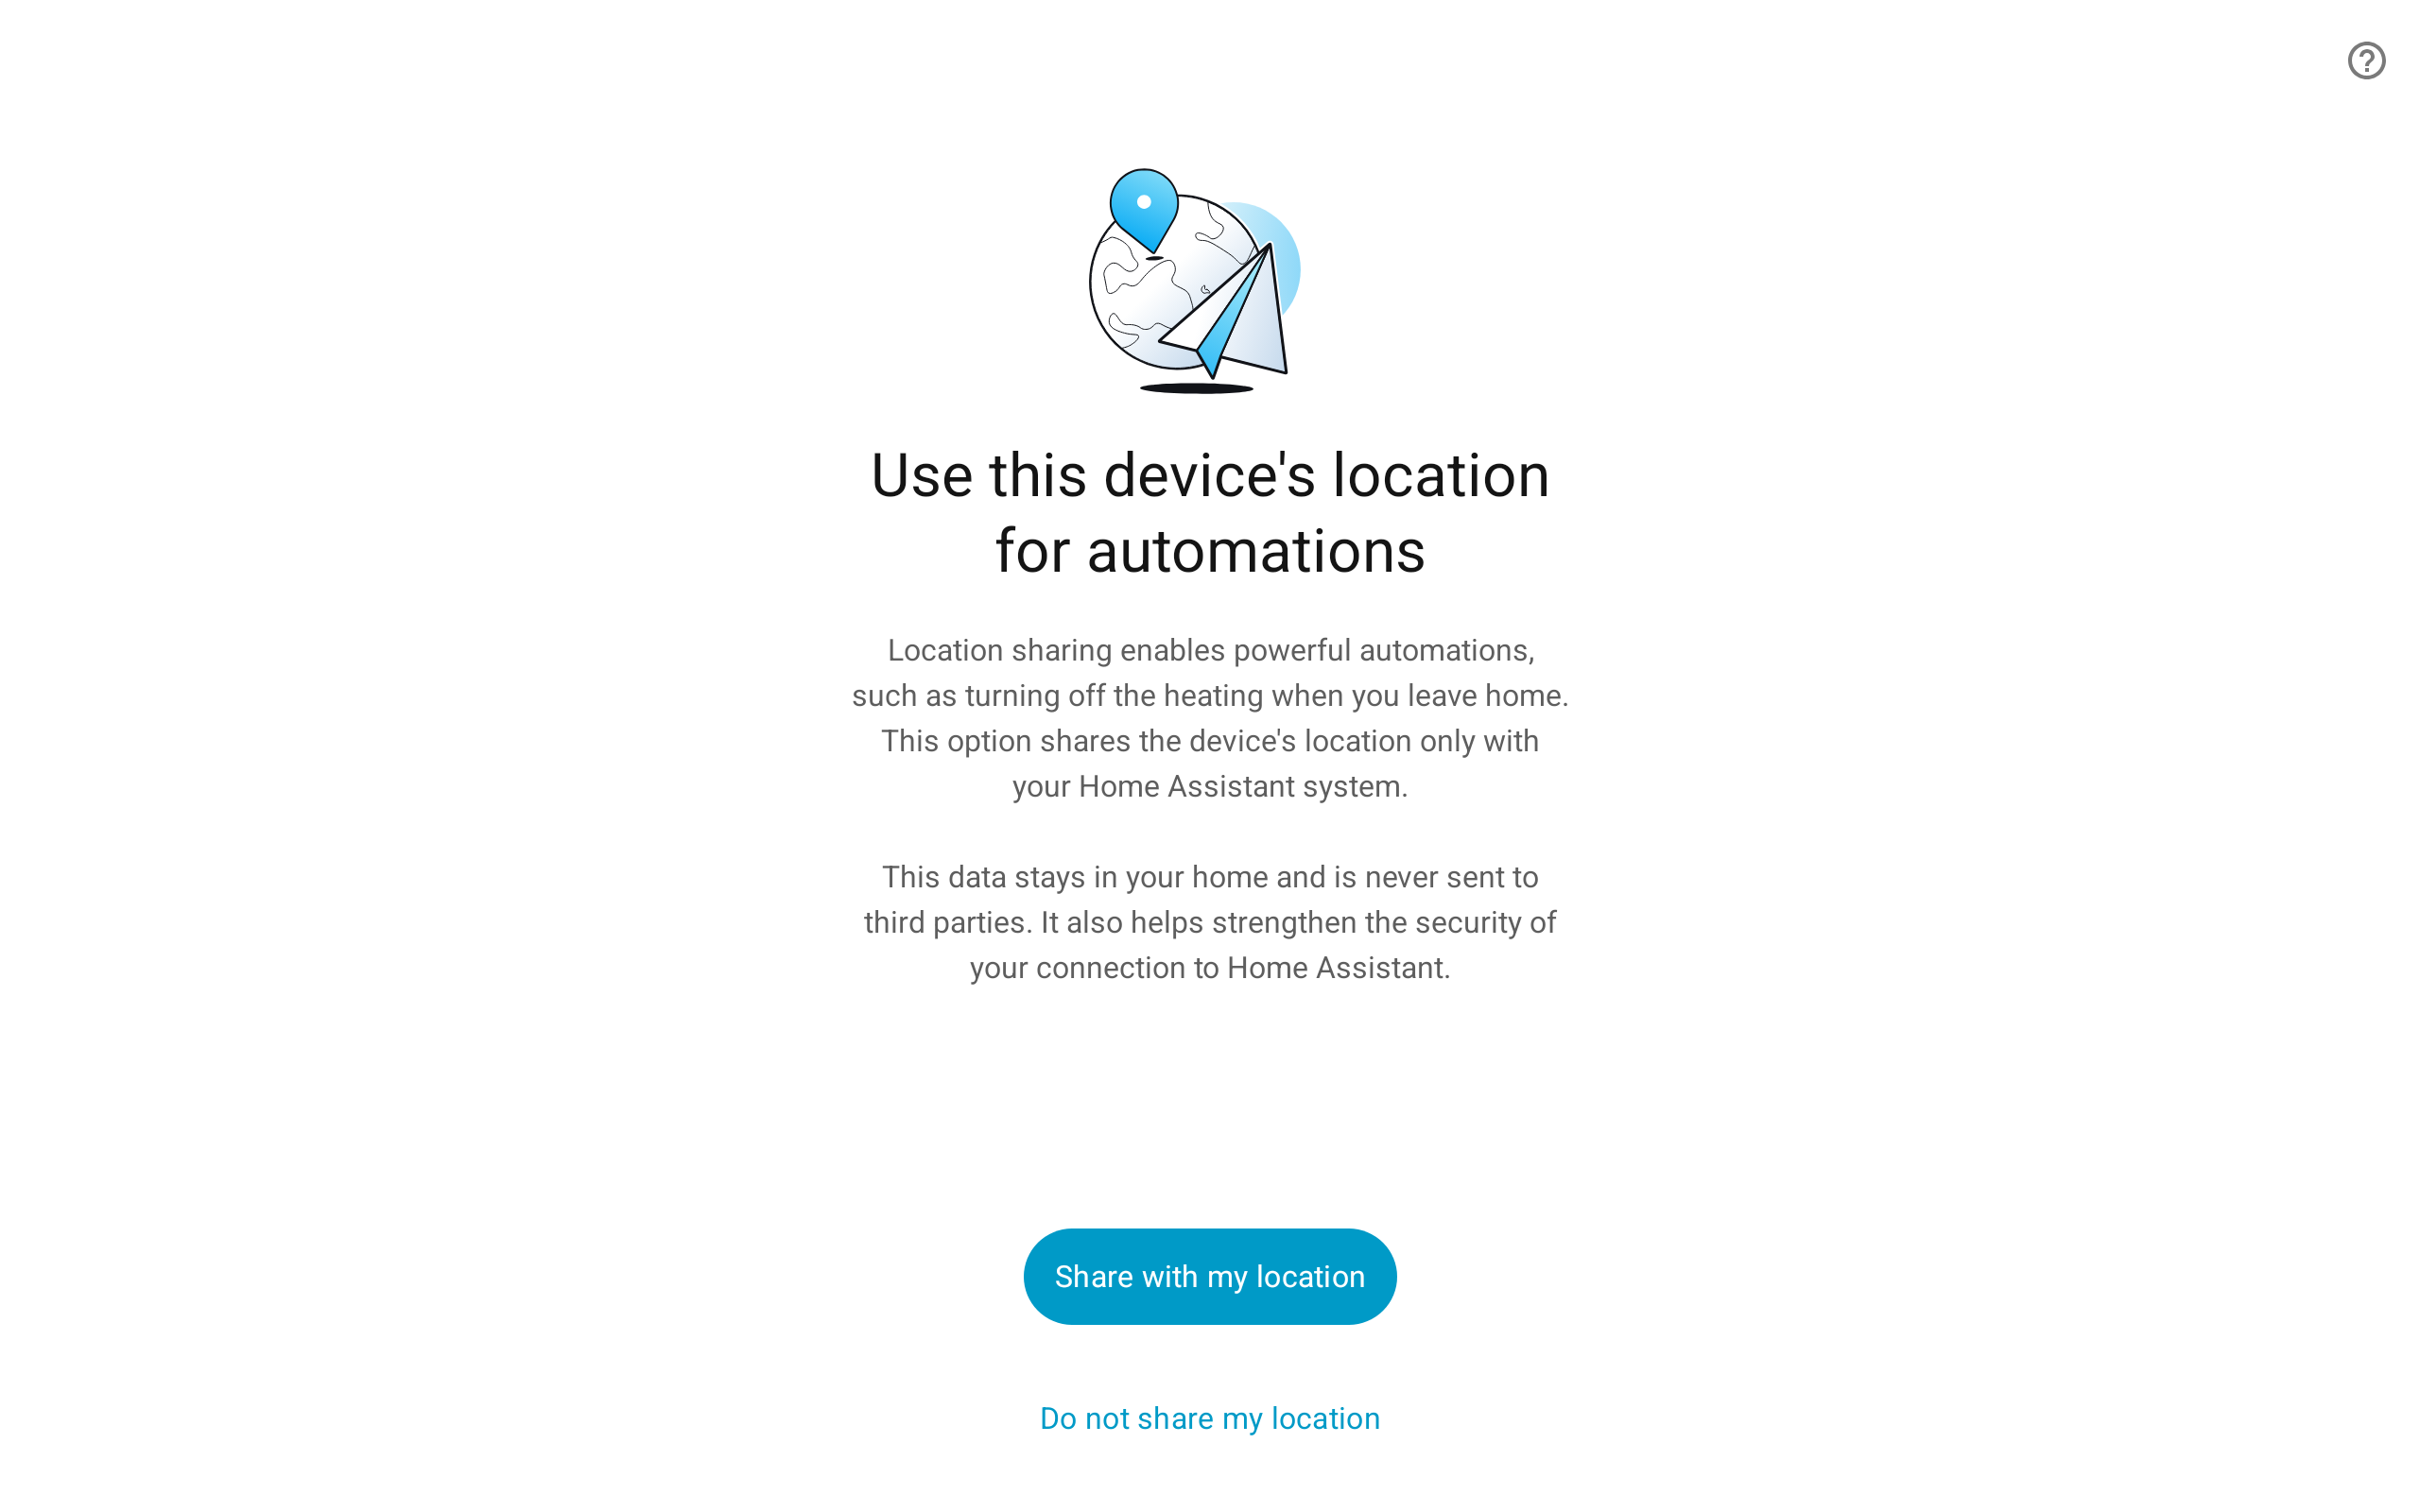 Use this device's location
for automations
Location sharing enables powerful automations,
such as turning off the heating when you leave home.
This option shares the device's location only with
your Home Assistant system.
This data stays in your home and is never sent to
third parties. It also helps strengthen the security of
your connection to Home Assistant.
Share with my location
Do not share my location